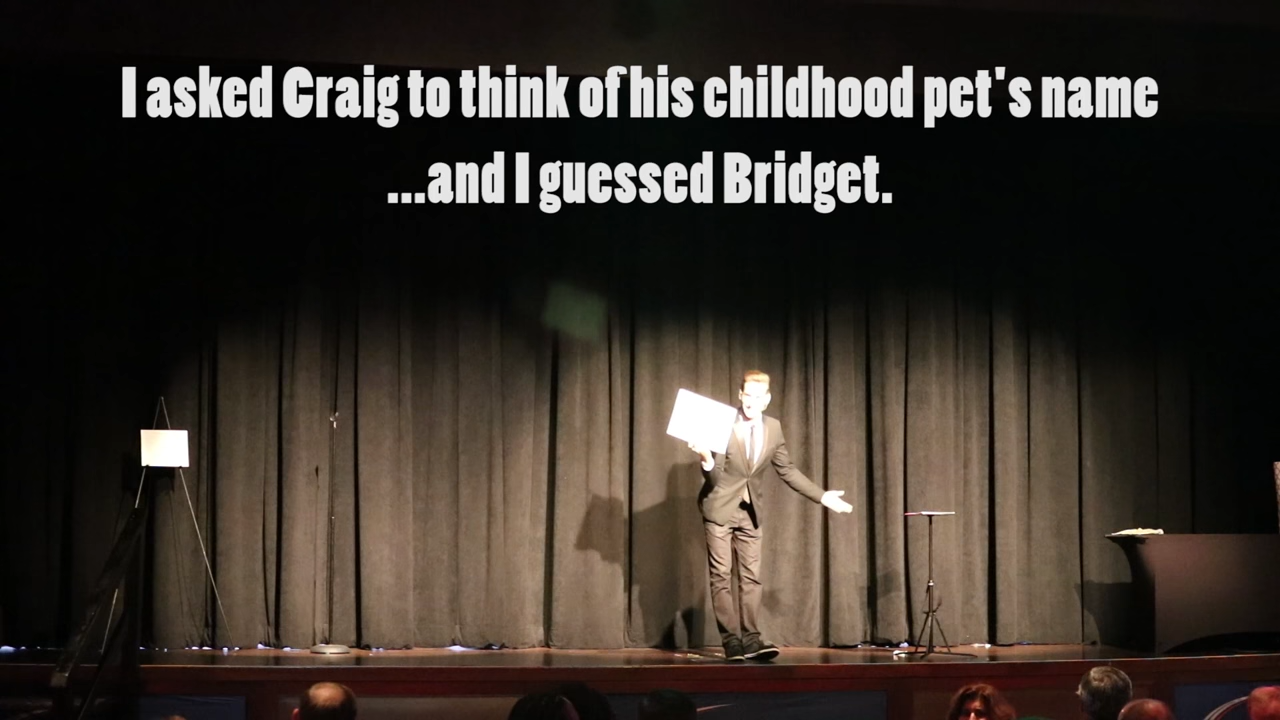 I asked Craig to think of his childhood pet's name
...and I guessed Bridget.